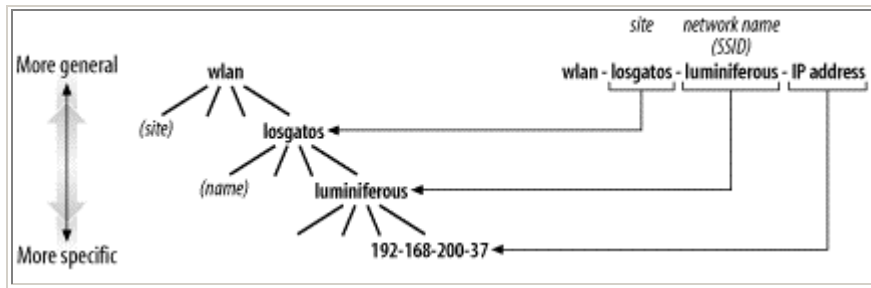 site network name
(SSID)
More general wlan wlan - losgatos - luminiferous - IP address
(site) losgatos
(name) luminiferous
More specific 192-168-200-37